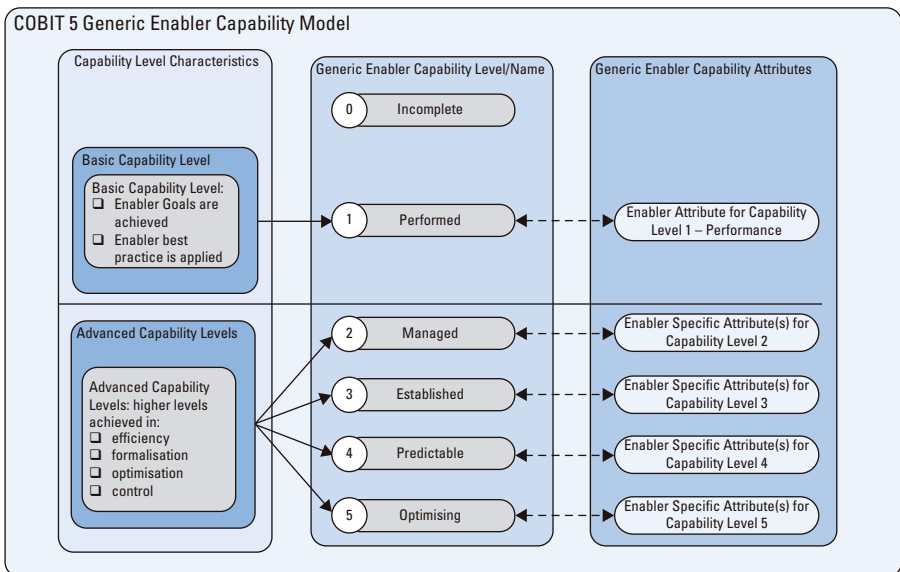 COBIT 5 Generic Enabler Capability Model
Capability Level Characteristics
Basic Capability Level
Basic Capability Level:
❑ Enabler Goals are
achieved
❑ Enabler best
practice is applied
Advanced Capability Levels
Advanced Capability
Levels: higher levels
achieved in:
❑ efficiency
❑ formalisation
❑ optimisation
❑ control
Generic Enabler Capability Level/Name
0 Incomplete
1 Performed
2 Managed
3 Established
4 Predictable
5 Optimising
Generic Enabler Capability Attributes
Enabler Attribute for Capability
Level 1 – Performance
Enabler Specific Attribute(s) for
Capability Level 2
Enabler Specific Attribute(s) for
Capability Level 3
Enabler Specific Attribute(s) for
Capability Level 4
Enabler Specific Attribute(s) for
Capability Level 5